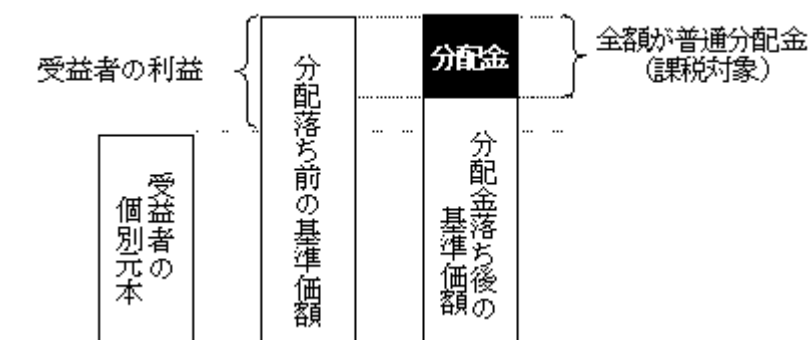 受益者の利益
分配落ち前の基準価額
分配金
全額が普通分配金
(課税対象)
受益者の
個別元本
分配金落ち後の
基準価額